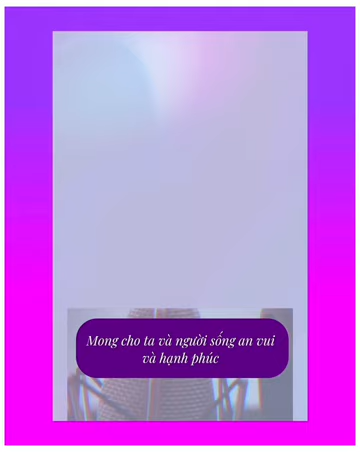 Mong cho ta và người sống an vui
và hạnh phúc